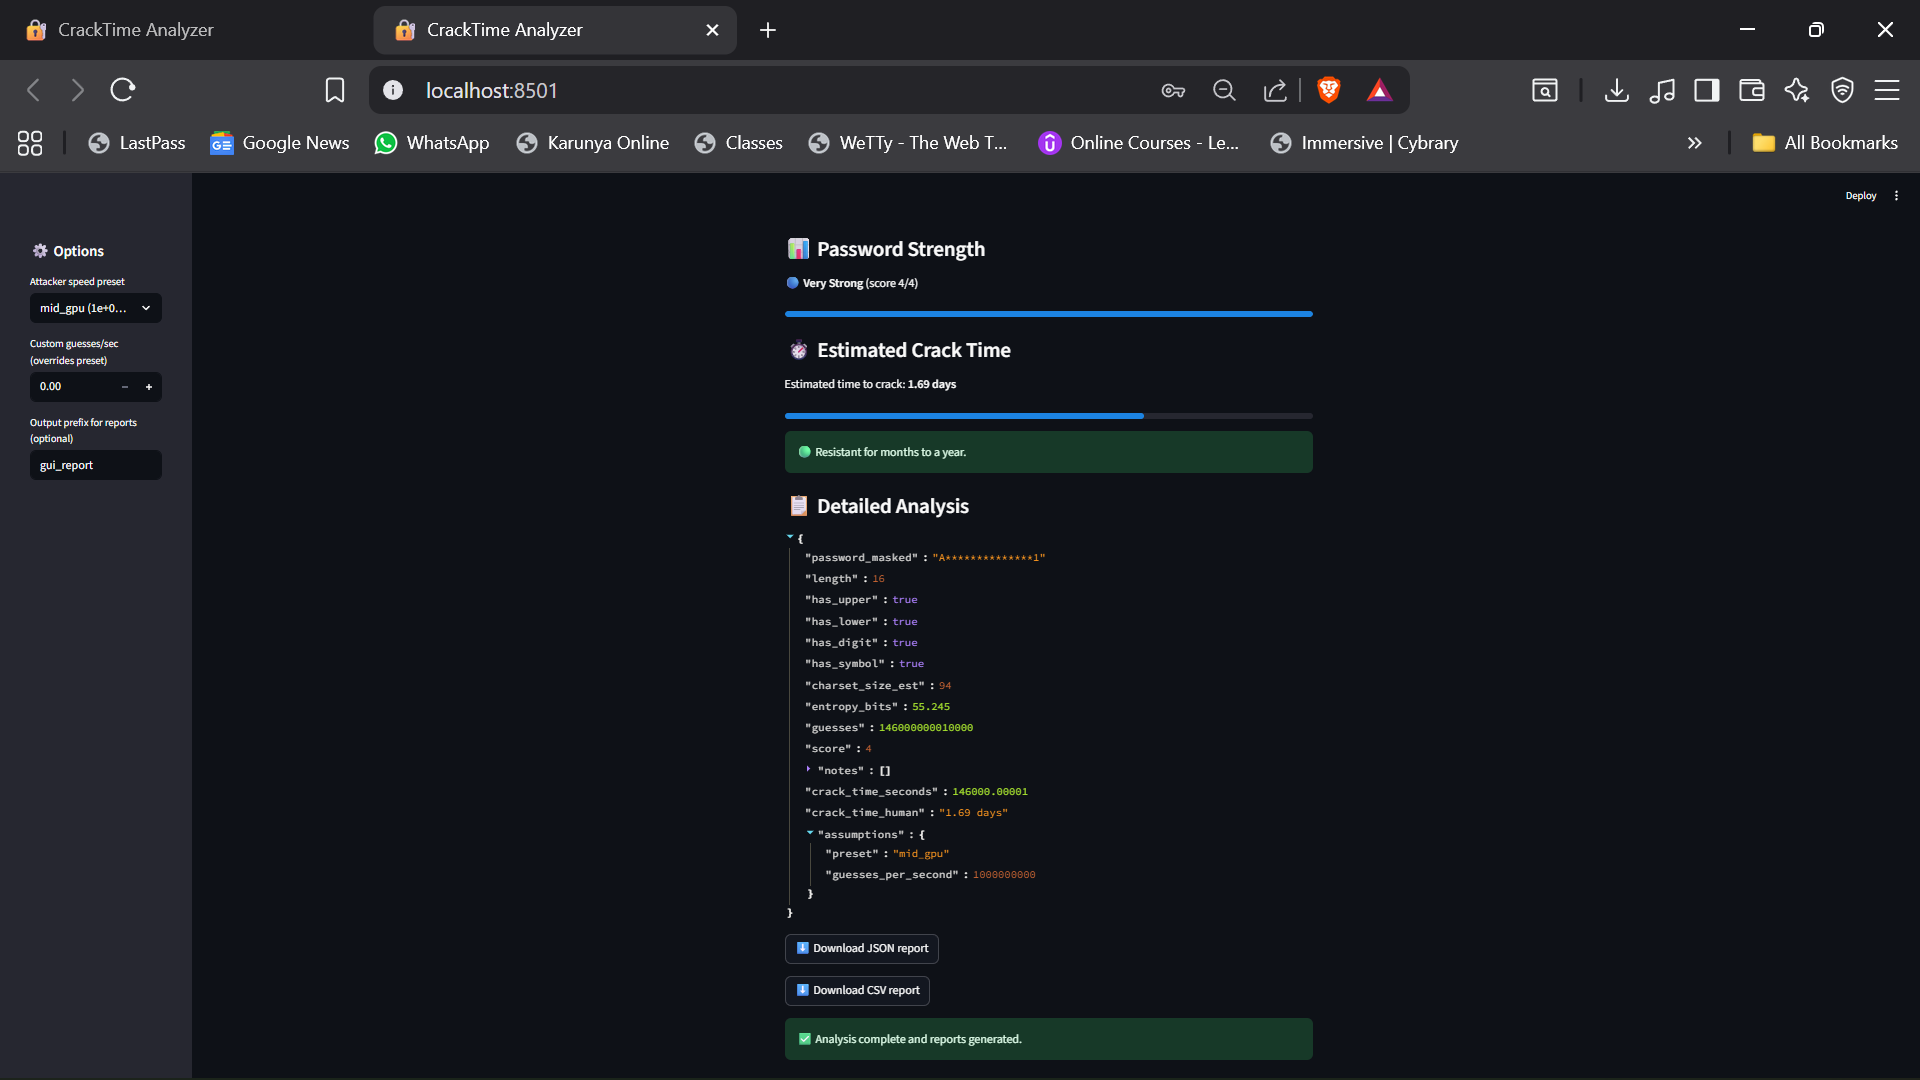 CrackTime Analyzer
CrackTime Analyzer
localhost:8501
LastPass
Google News
WhatsApp
Karunya Online
Classes
WeTTy - The Web T...
Online Courses - Le...
Immersive | Cybrary
All Bookmarks
Deploy
Options
Attacker speed preset
mid_gpu (1e+0...
Custom guesses/sec
(overrides preset)
0.00
Output prefix for reports
(optional)
gui_report
Password Strength
Very Strong (score 4/4)
Estimated Crack Time
Estimated time to crack: 1.69 days
Resistant for months to a year.
Detailed Analysis
{
"password_masked" : "A**************1"
"length" : 16
"has_upper" : true
"has_lower" : true
"has_digit" : true
"has_symbol" : true
"charset_size_est" : 94
"entropy_bits" : 55.245
"guesses" : 146000000010000
"score" : 4
"notes" : []
"crack_time_seconds" : 146000.00001
"crack_time_human" : "1.69 days"
"assumptions" : {
"preset" : "mid_gpu"
"guesses_per_second" : 1000000000
}
}
Download JSON report
Download CSV report
Analysis complete and reports generated.